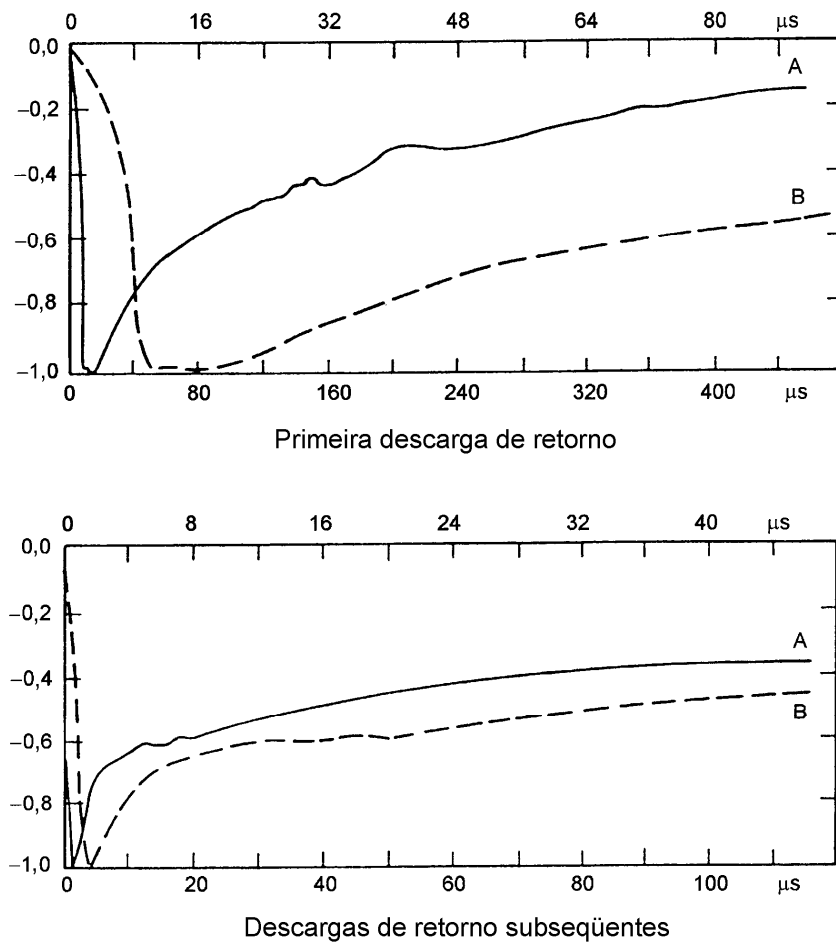 0 16 32 48 64 80 μs
0,0
A
−0,2
−0,4
B
−0,6
−0,8
−1,0
0 80 160 240 320 400 μs
Primeira descarga de retorno
0 8 16 24 32 40 μs
0,0
−0,2
A
−0,4
B
−0,6
−0,8
−1,0
0 20 40 60 80 100 μs
Descargas de retorno subseqüentes